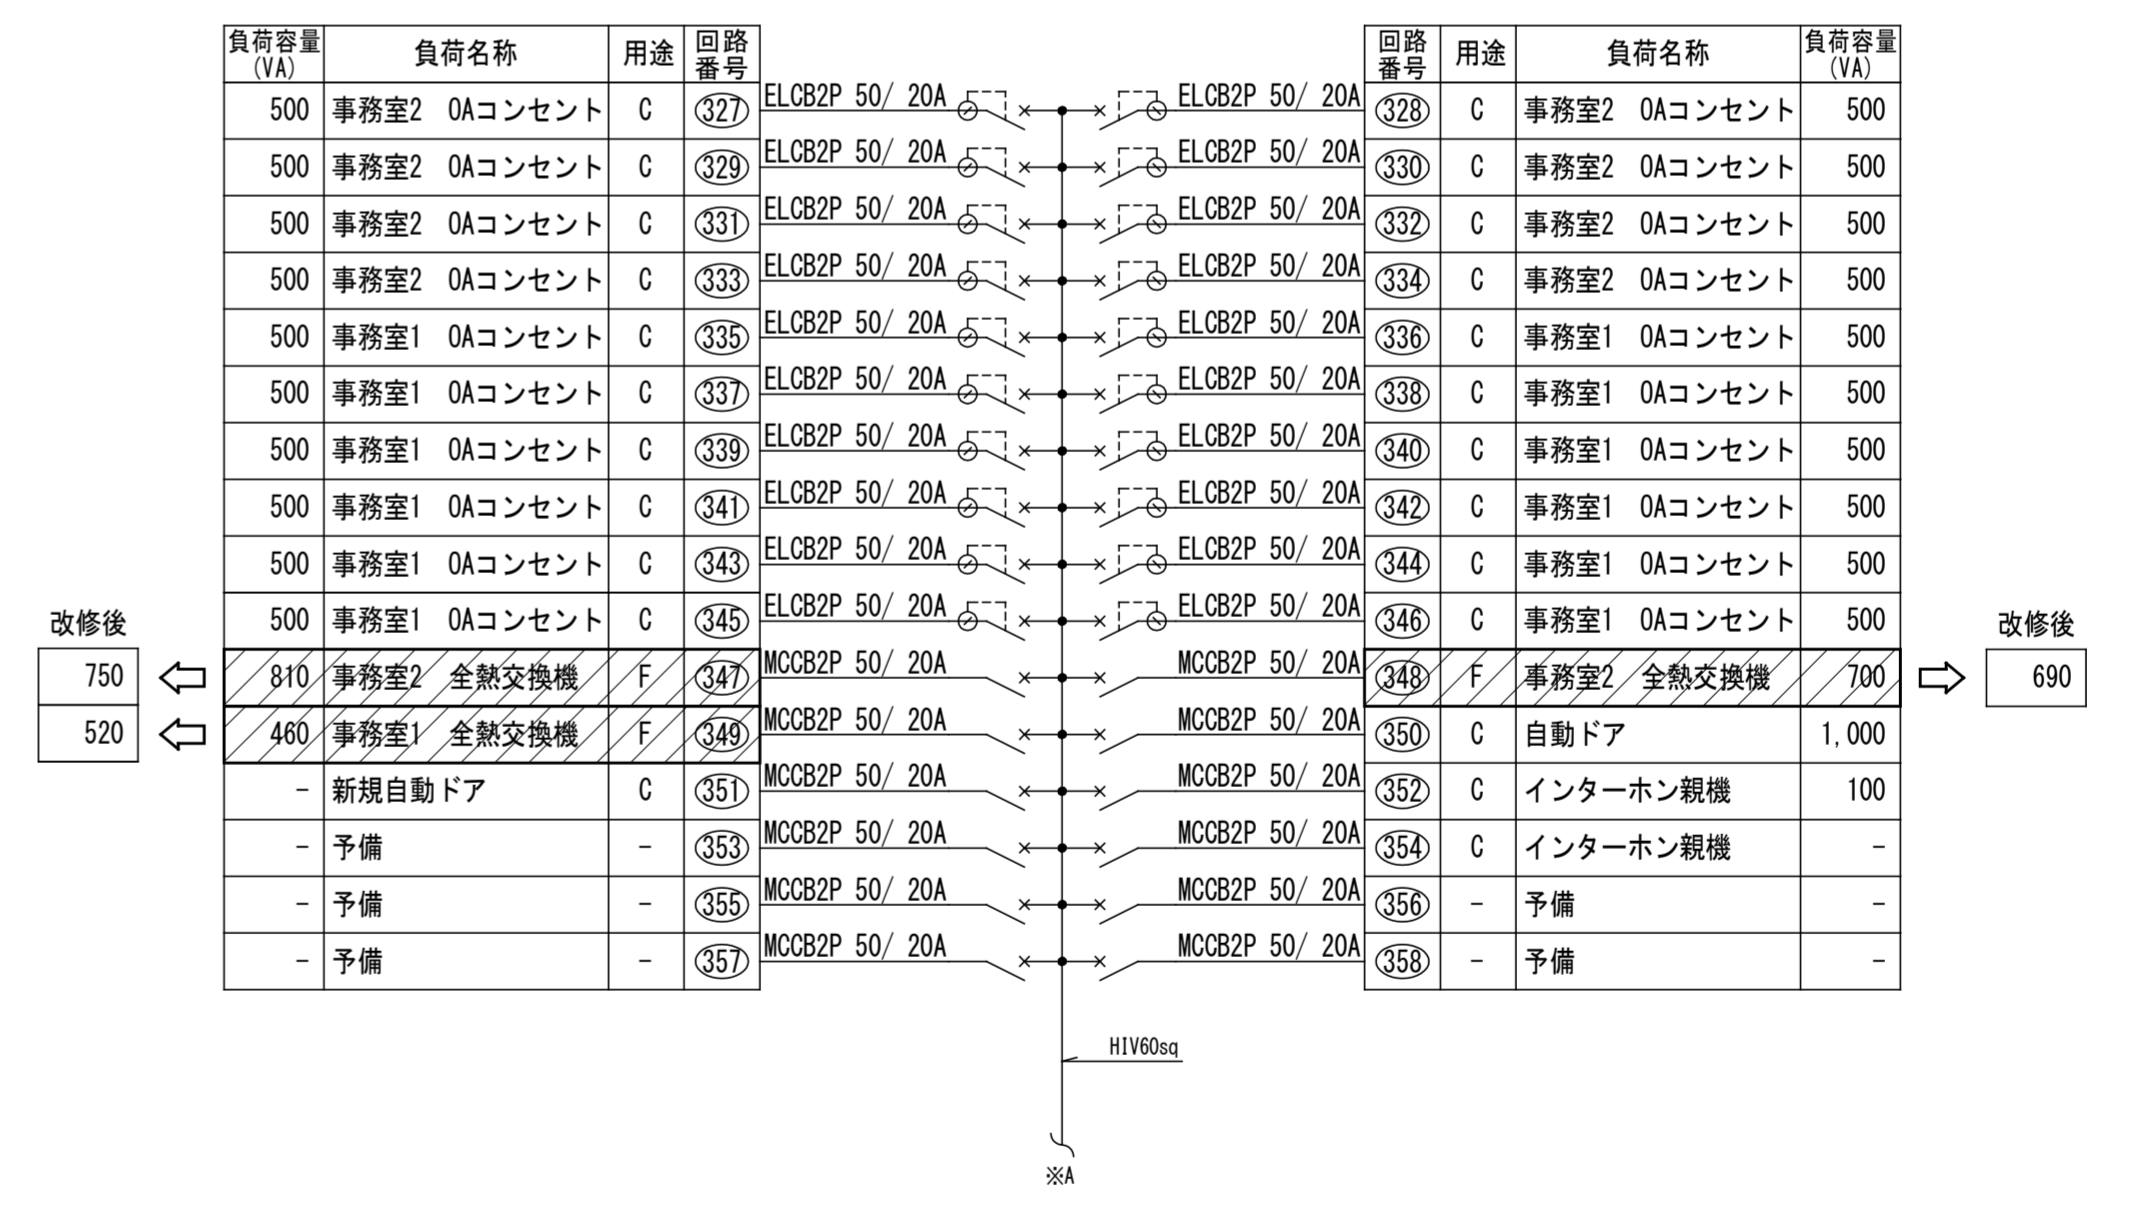 負荷容量(VA) 負荷名称 用途 回路番号 回路番号 用途 負荷名称 負荷容量(VA)
500 事務室2 OAコンセント C 327 ELCB2P 50/ 20A ELCB2P 50/ 20A 328 C 事務室2 OAコンセント 500
500 事務室2 OAコンセント C 329 ELCB2P 50/ 20A ELCB2P 50/ 20A 330 C 事務室2 OAコンセント 500
500 事務室2 OAコンセント C 331 ELCB2P 50/ 20A ELCB2P 50/ 20A 332 C 事務室2 OAコンセント 500
500 事務室2 OAコンセント C 333 ELCB2P 50/ 20A ELCB2P 50/ 20A 334 C 事務室2 OAコンセント 500
500 事務室1 OAコンセント C 335 ELCB2P 50/ 20A ELCB2P 50/ 20A 336 C 事務室1 OAコンセント 500
500 事務室1 OAコンセント C 337 ELCB2P 50/ 20A ELCB2P 50/ 20A 338 C 事務室1 OAコンセント 500
500 事務室1 OAコンセント C 339 ELCB2P 50/ 20A ELCB2P 50/ 20A 340 C 事務室1 OAコンセント 500
500 事務室1 OAコンセント C 341 ELCB2P 50/ 20A ELCB2P 50/ 20A 342 C 事務室1 OAコンセント 500
500 事務室1 OAコンセント C 343 ELCB2P 50/ 20A ELCB2P 50/ 20A 344 C 事務室1 OAコンセント 500
改修後 500 事務室1 OAコンセント C 345 ELCB2P 50/ 20A ELCB2P 50/ 20A 346 C 事務室1 OAコンセント 500 改修後
750 810 事務室2 全熱交換機 F 347 MCCB2P 50/ 20A MCCB2P 50/ 20A 348 F 事務室2 全熱交換機 700 690
520 460 事務室1 全熱交換機 F 349 MCCB2P 50/ 20A MCCB2P 50/ 20A 350 C 自動ドア 1,000
- 新規自動ドア C 351 MCCB2P 50/ 20A MCCB2P 50/ 20A 352 C インターホン親機 100
- 予備 - 353 MCCB2P 50/ 20A MCCB2P 50/ 20A 354 C インターホン親機 -
- 予備 - 355 MCCB2P 50/ 20A MCCB2P 50/ 20A 356 - 予備 -
- 予備 - 357 MCCB2P 50/ 20A MCCB2P 50/ 20A 358 - 予備 -
HIV60sq
※A